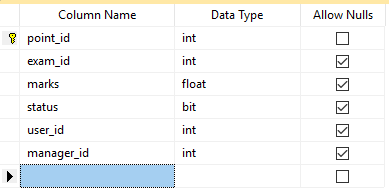 Column Name Data Type Allow Nulls
point_id int
exam_id int
marks float
status bit
user_id int
manager_id int